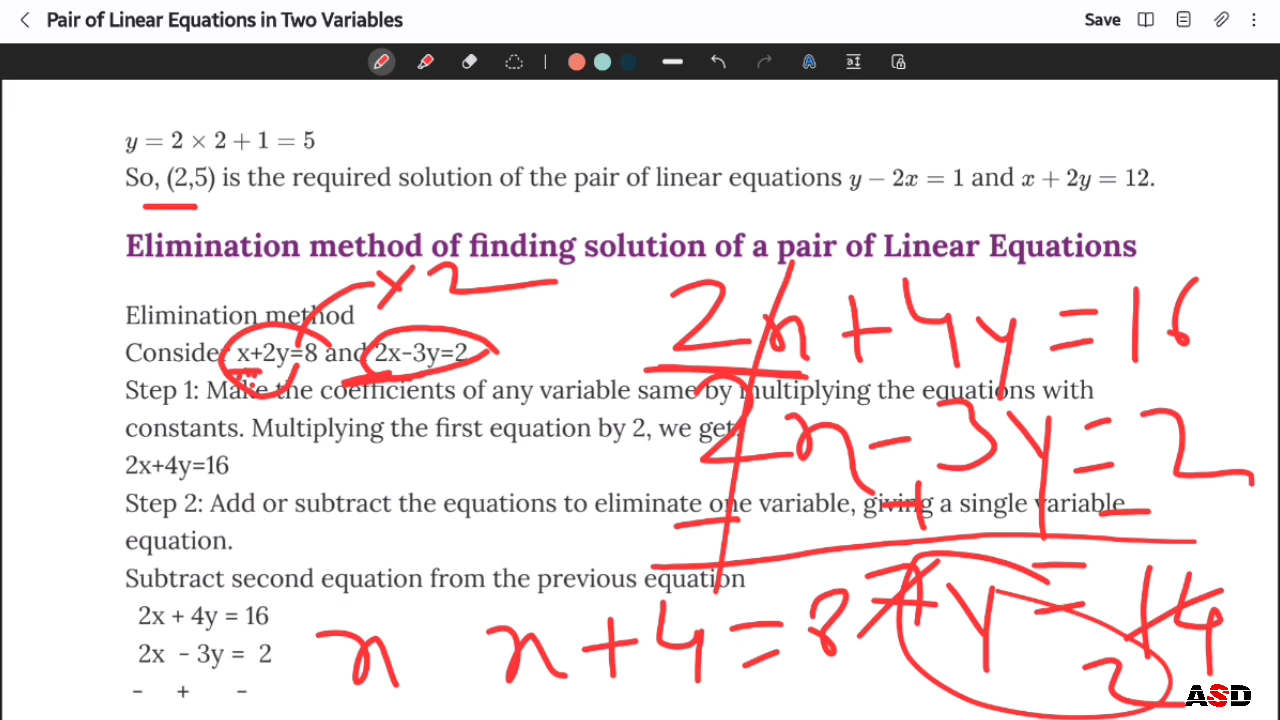 Pair of Linear Equations in Two Variables
Save
y = 2 × 2 + 1 = 5
So, (2,5) is the required solution of the pair of linear equations y − 2x = 1 and x + 2y = 12.
Elimination method of finding solution of a pair of Linear Equations
× 2
Elimination method
Consider x+2y=8 and 2x−3y=2
2x + 4y = 16
Step 1: Make the coefficients of any variable same by multiplying the equations with
constants. Multiplying the first equation by 2, we get
2x − 3y = 2
2x+4y=16
Step 2: Add or subtract the equations to eliminate one variable, giving a single variable
− + −
equation.
Subtract second equation from the previous equation
7y = 14
2
2x + 4y = 16
x x + 4 = 8
2x - 3y = 2
- + -
ASD